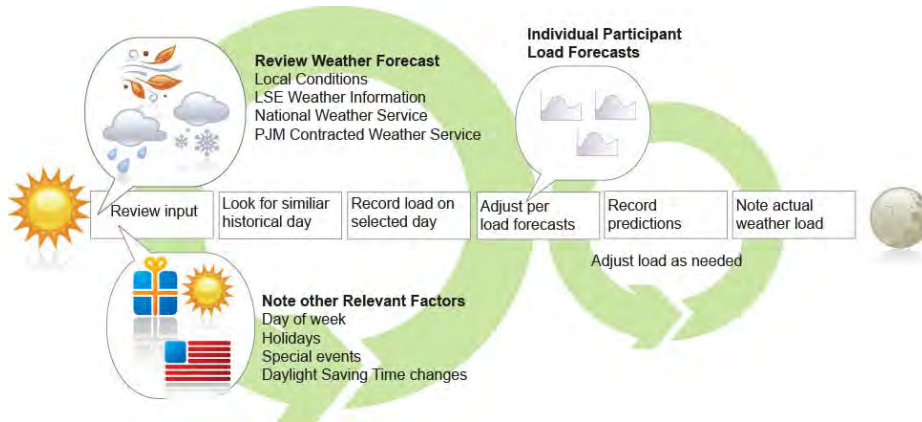 Individual Participant
Load Forecasts
Review Weather Forecast
Local Conditions
LSE Weather Information
National Weather Service
PJM Contracted Weather Service
Review input
Look for similiar
historical day
Record load on
selected day
Adjust per
load forecasts
Record
predictions
Note actual
weather load
Adjust load as needed
Note other Relevant Factors
Day of week
Holidays
Special events
Daylight Saving Time changes